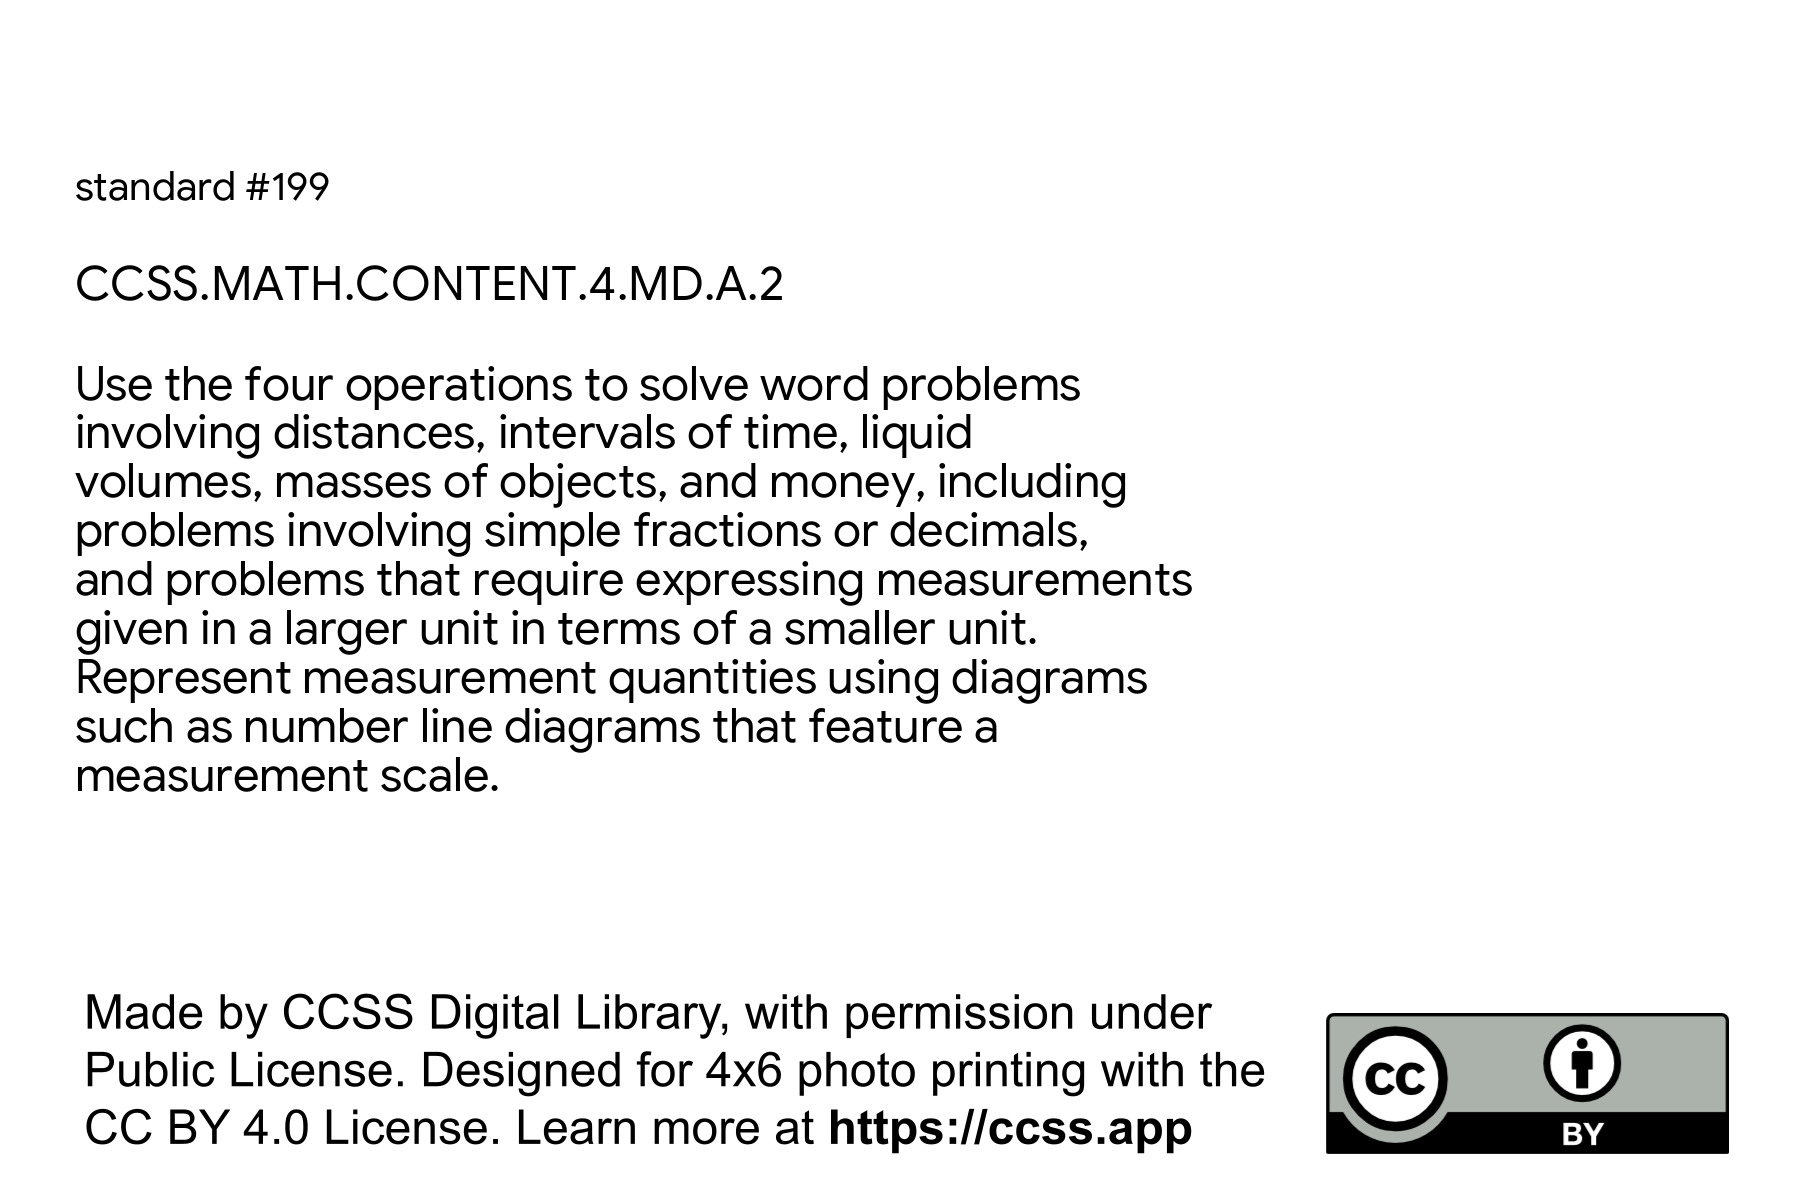 standard #199
CCSS.MATH.CONTENT.4.MD.A.2
Use the four operations to solve word problems
involving distances, intervals of time, liquid
volumes, masses of objects, and money, including
problems involving simple fractions or decimals,
and problems that require expressing measurements
given in a larger unit in terms of a smaller unit.
Represent measurement quantities using diagrams
such as number line diagrams that feature a
measurement scale.
Made by CCSS Digital Library, with permission under
Public License. Designed for 4x6 photo printing with the
CC BY 4.0 License. Learn more at https://ccss.app
CC
BY